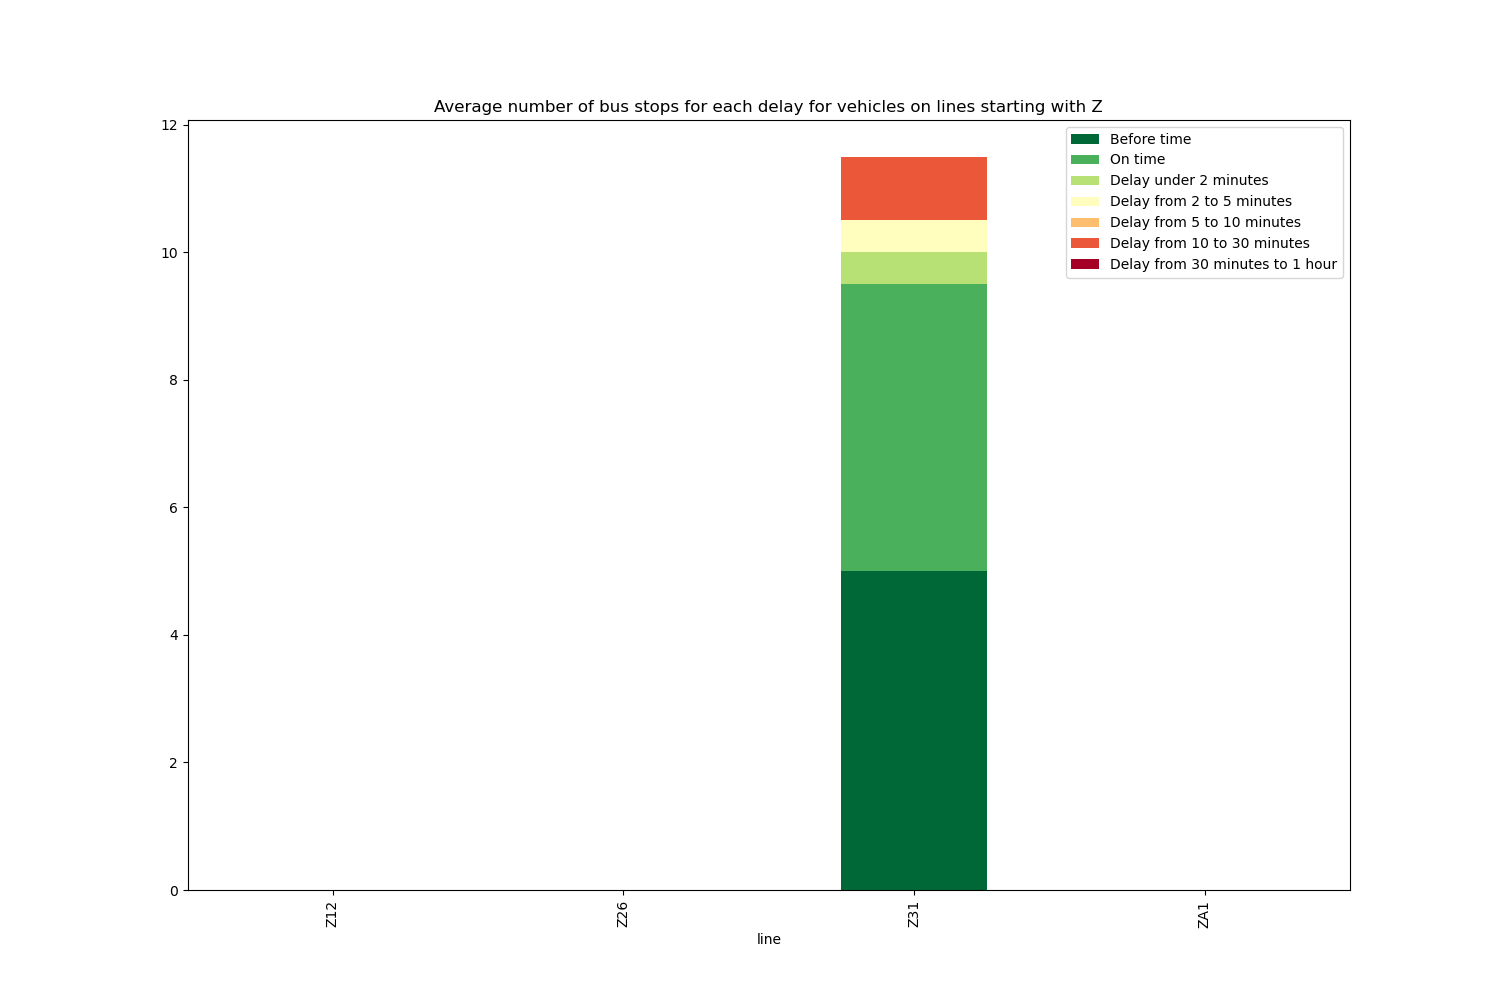 Average number of bus stops for each delay for vehicles on lines starting with Z
12
10
8
6
4
2
0
Before time
On time
Delay under 2 minutes
Delay from 2 to 5 minutes
Delay from 5 to 10 minutes
Delay from 10 to 30 minutes
Delay from 30 minutes to 1 hour
Z12
Z26
Z31
ZA1
line